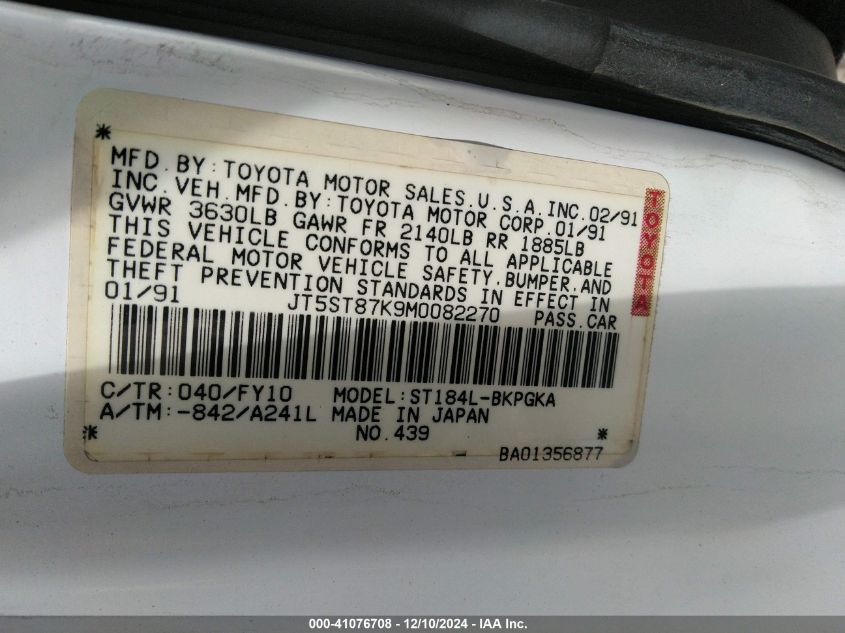 *
MFD.BY:TOYOTA MOTOR SALES.U.S.A.INC.02/91
INC.VEH.MFD.BY:TOYOTA MOTOR CORP.01/91
GVWR 3630LB GAWR FR 2140LB RR 1885LB
THIS VEHICLE CONFORMS TO ALL APPLICABLE
FEDERAL MOTOR VEHICLE SAFETY.BUMPER.AND
THEFT PREVENTION STANDARDS IN EFFECT IN
01/91 JT5ST87K9M0082270 PASS.CAR
TOYOTA
C/TR:040/FY10 MODEL:ST184L-BKPGKA
A/TM:-842/A241L MADE IN JAPAN
* NO.439 *
BA01356877
000-41076708 - 12/10/2024 - IAA Inc.